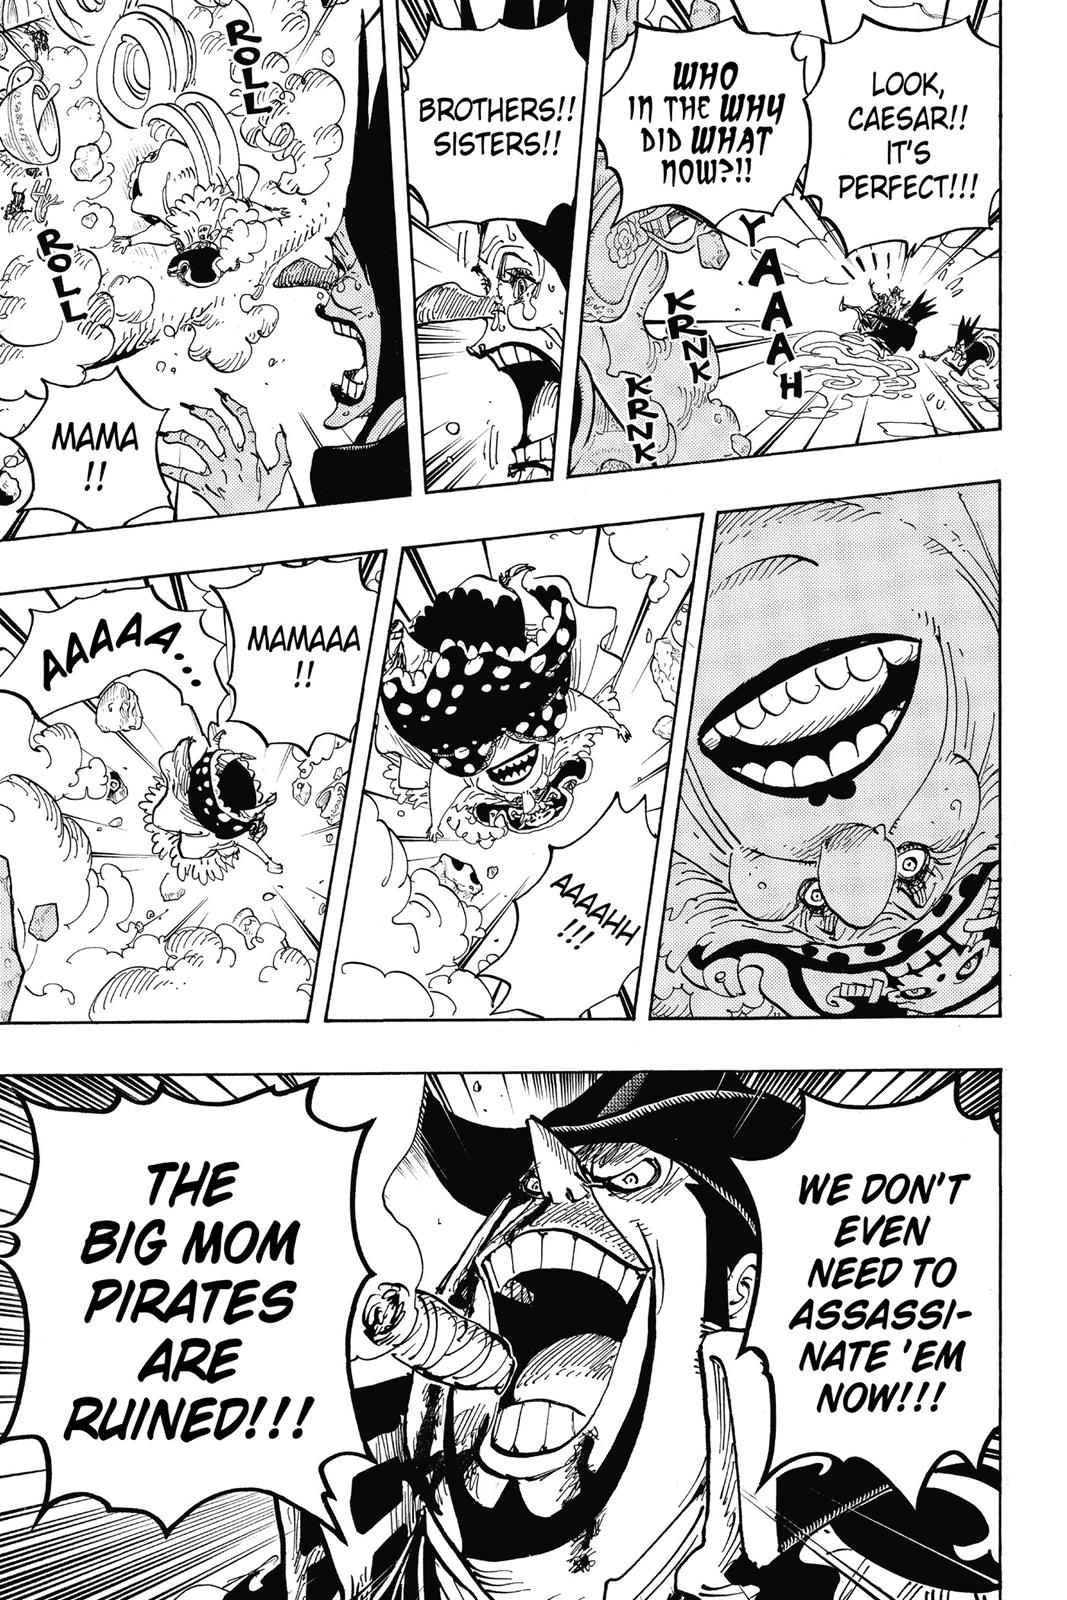 LOOK,
CAESAR!!
IT'S
PERFECT!!!
WHO
IN THE WHY
DID WHAT
NOW?!!
YAAAAH
KRNK
KRNK
BROTHERS!!
SISTERS!!
ROLL
ROLL
MAMA
!!
AAAAHH
!!!
MAMAAA
!!
AAAAA...
WE DON'T
EVEN
NEED TO
ASSASSI-
NATE 'EM
NOW!!!
THE
BIG MOM
PIRATES
ARE
RUINED!!!